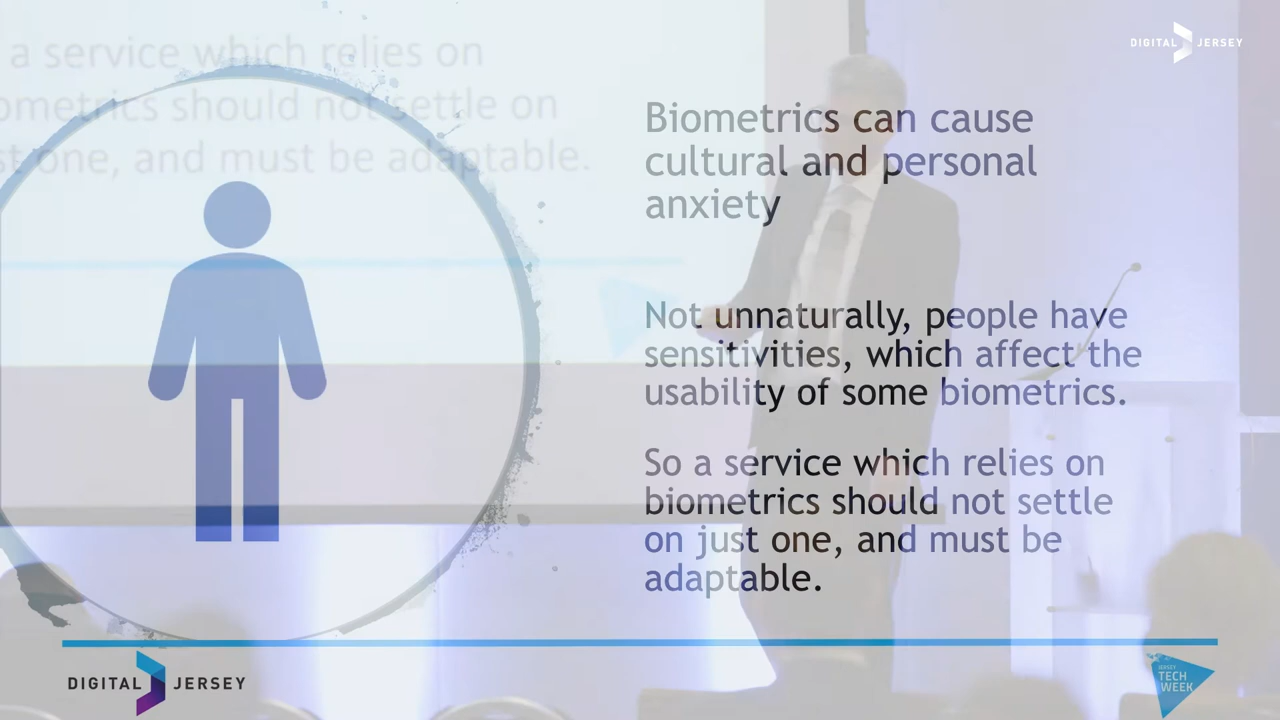 a service which relies on
ometrics should not settle on
st one, and must be adaptable.
DIGITAL JERSEY
Biometrics can cause
cultural and personal
anxiety
Not unnaturally, people have
sensitivities, which affect the
usability of some biometrics.
So a service which relies on
biometrics should not settle
on just one, and must be
adaptable.
DIGITAL JERSEY
JERSEY
TECH
WEEK